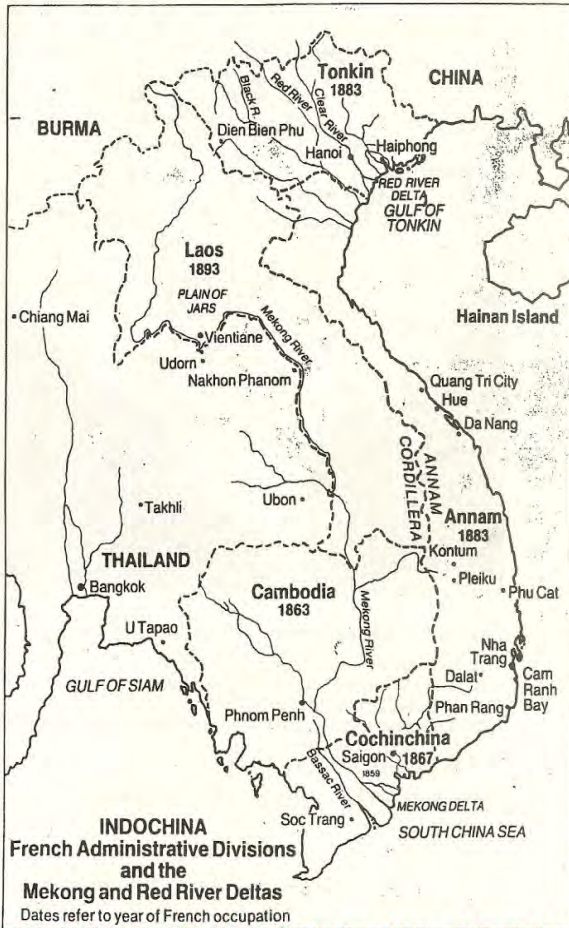 Tonkin
1883
CHINA
BURMA
Black R.
Red River
Clear River
Dien Bien Phu
Hanoi
Haiphong
RED RIVER
DELTA
GULF OF
TONKIN
Laos
1893
PLAIN OF
JARS
Chiang Mai
Vientiane
Mekong River
Hainan Island
Udorn
Nakhon Phanom
Quang Tri City
Hue
Da Nang
ANNAM
CORDILLERA
Takhli
Ubon
Annam
1883
THAILAND
Kontum
Bangkok
Cambodia
1863
Pleiku
Phu Cat
U Tapao
Mekong River
Nha
Trang
GULF OF SIAM
Dalat
Cam
Ranh
Bay
Phnom Penh
Phan Rang
Cochinchina
Saigon 1867
1859
Bassac River
MEKONG DELTA
Soc Trang
SOUTH CHINA SEA
INDOCHINA
French Administrative Divisions
and the
Mekong and Red River Deltas
Dates refer to year of French occupation